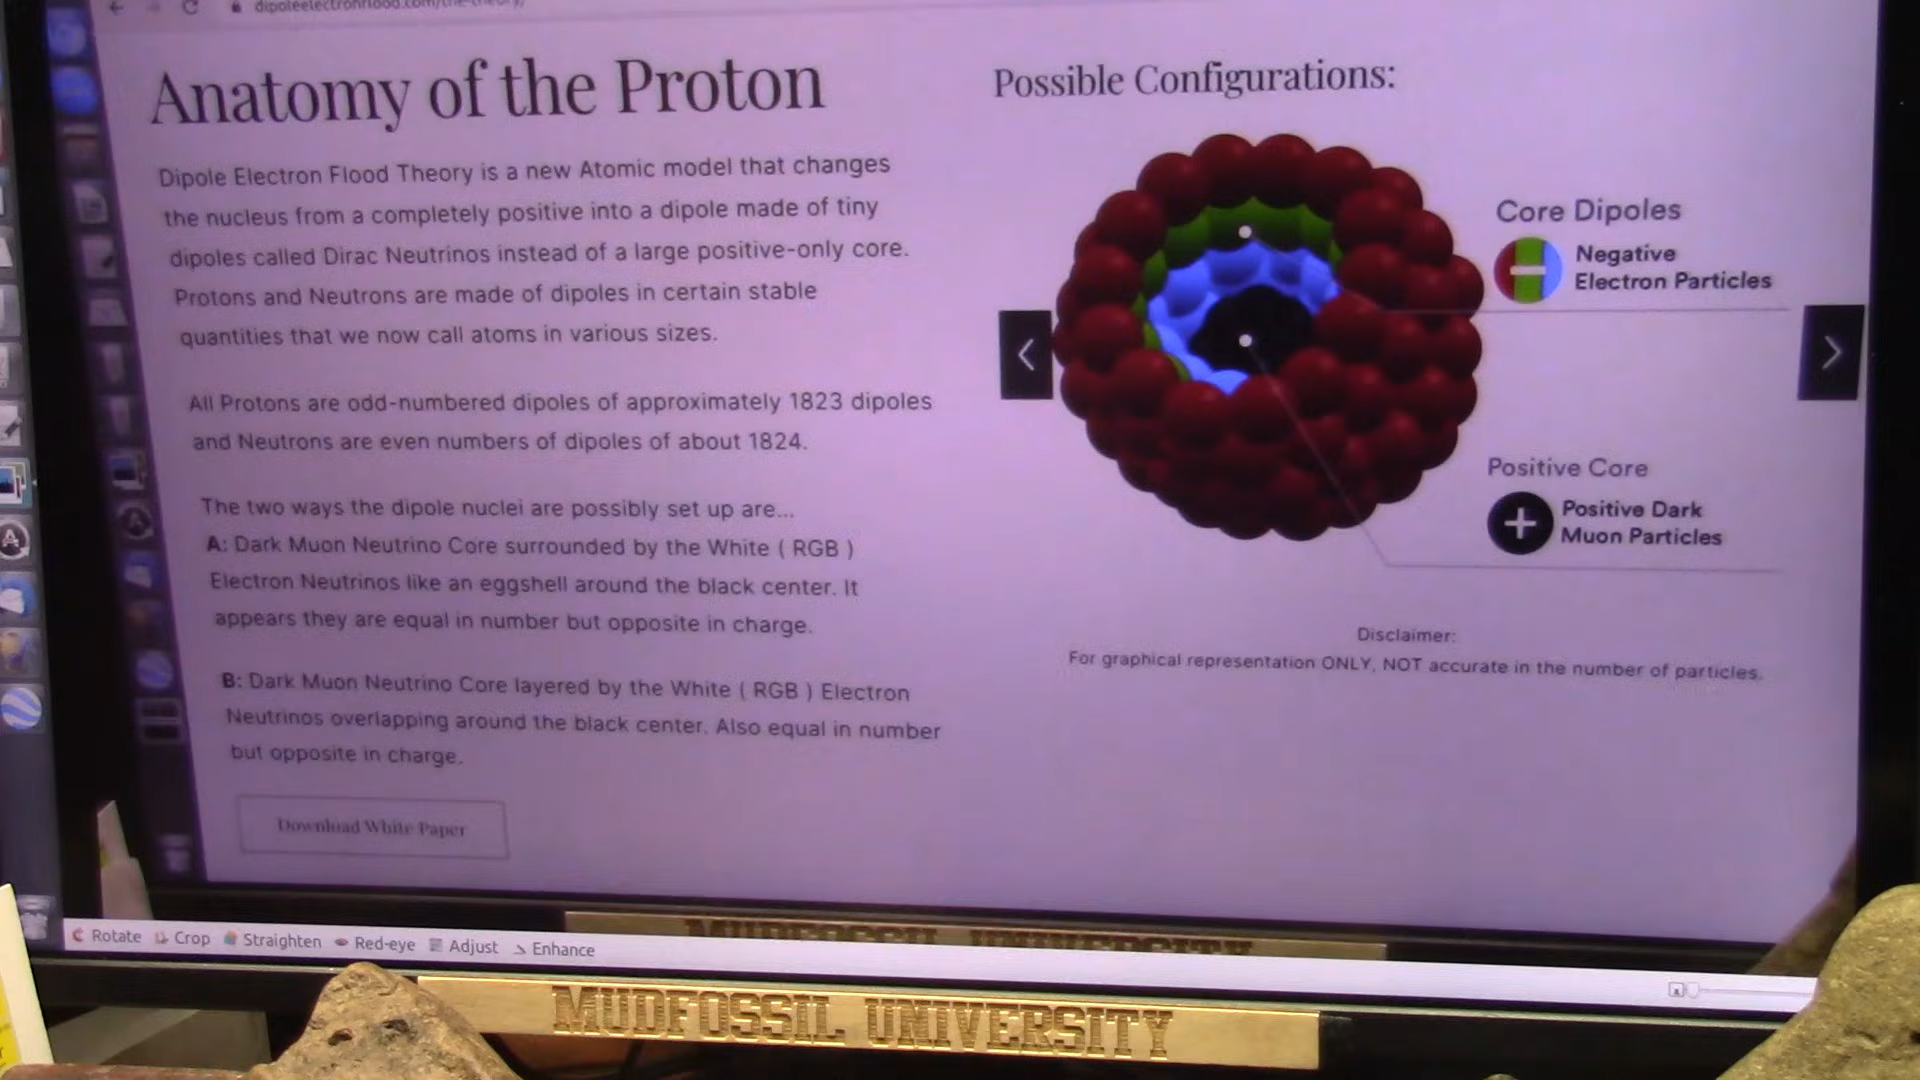 Anatomy of the Proton
Dipole Electron Flood Theory is a new Atomic model that changes
the nucleus from a completely positive into a dipole made of tiny
dipoles called Dirac Neutrinos instead of a large positive-only core.
Protons and Neutrons are made of dipoles in certain stable
quantities that we now call atoms in various sizes.
All Protons are odd-numbered dipoles of approximately 1823 dipoles
and Neutrons are even numbers of dipoles of about 1824.
The two ways the dipole nuclei are possibly set up are...
A: Dark Muon Neutrino Core surrounded by the White ( RGB )
Electron Neutrinos like an eggshell around the black center. It
appears they are equal in number but opposite in charge.
B: Dark Muon Neutrino Core layered by the White ( RGB ) Electron
Neutrinos overlapping around the black center. Also equal in number
but opposite in charge.
Download White Paper
Possible Configurations:
Core Dipoles
Negative
Electron Particles
Positive Core
Positive Dark
Muon Particles
Disclaimer:
For graphical representation ONLY, NOT accurate in the number of particles.
MUDFOSSIL UNIVERSITY
Rotate Crop Straighten Red-eye Adjust Enhance
MUDFOSSIL UNIVERSITY